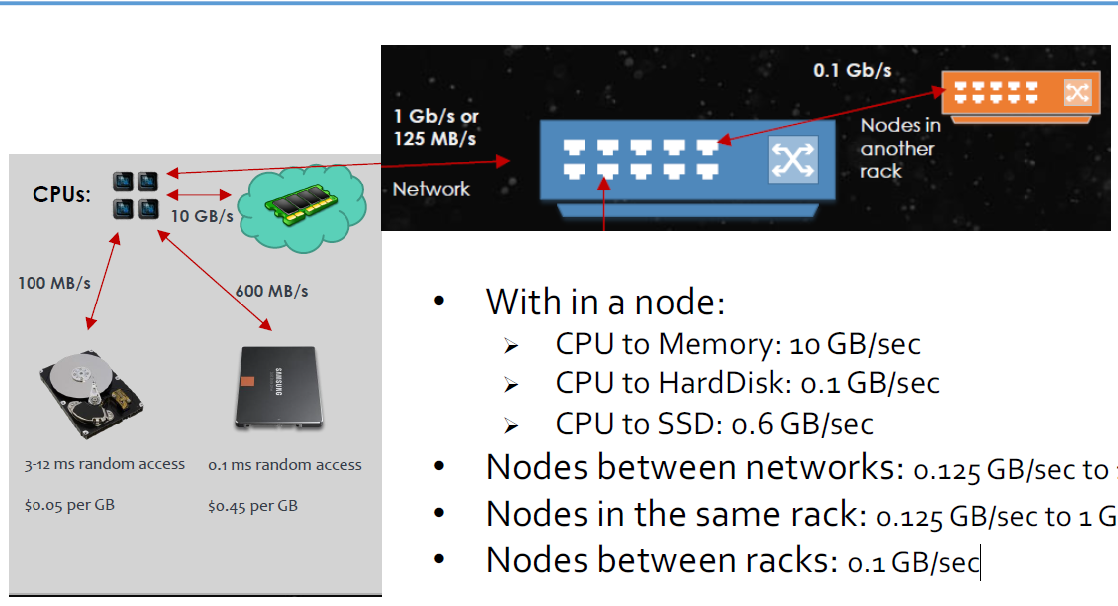 0.1 Gb/s
1 Gb/s or
125 MB/s
Network
Nodes in
another
rack
CPUs:
10 GB/s
100 MB/s
600 MB/s
SAMSUNG
3-12 ms random access
0.1 ms random access
$0.05 per GB
$0.45 per GB
• With in a node:
➢ CPU to Memory: 10 GB/sec
➢ CPU to HardDisk: 0.1 GB/sec
➢ CPU to SSD: 0.6 GB/sec
• Nodes between networks: 0.125 GB/sec to
• Nodes in the same rack: 0.125 GB/sec to 1 G
• Nodes between racks: 0.1 GB/sec